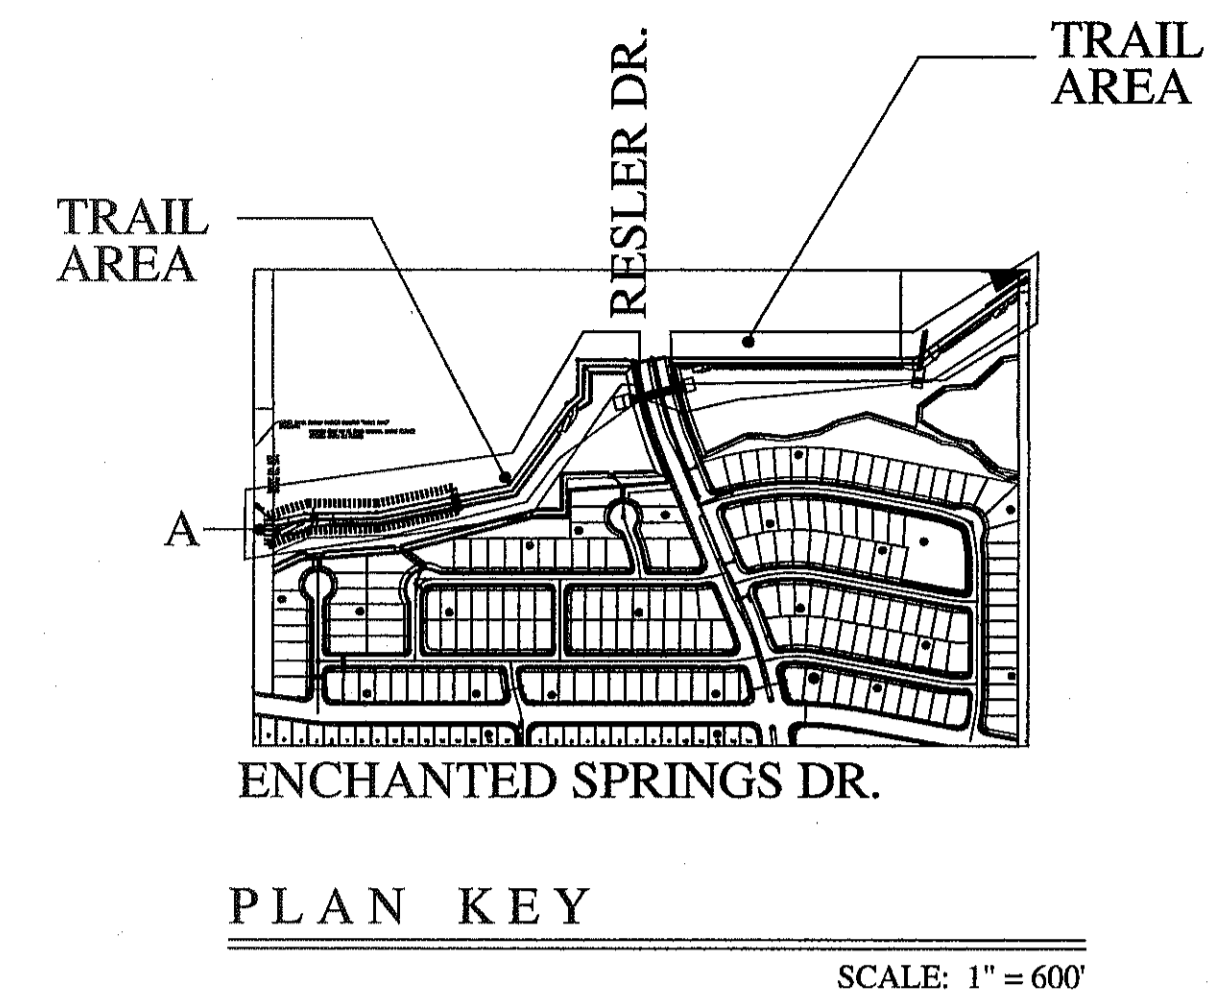 RESLER DR.
TRAIL
AREA
TRAIL
AREA
A
ENCHANTED SPRINGS DR.
PLAN KEY
SCALE: 1" = 600'